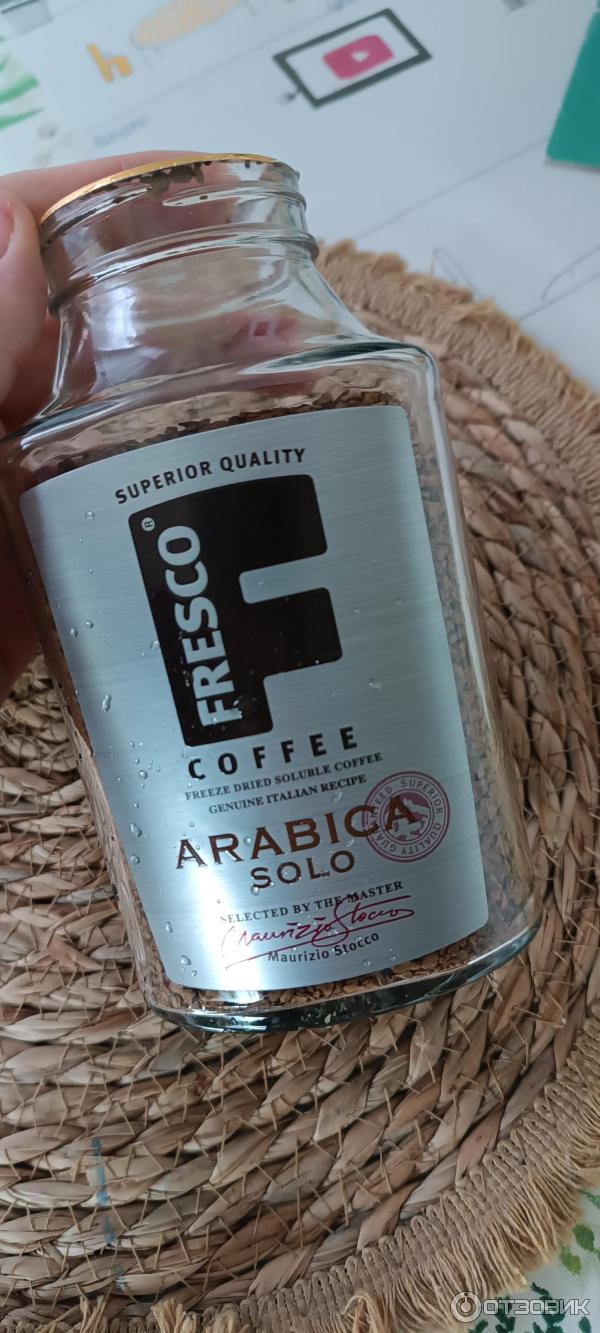 SUPERIOR QUALITY
FRESCO®
COFFEE
FREEZE DRIED SOLUBLE COFFEE
GENUINE ITALIAN RECIPE
ARABICA
SOLO
SUPERIOR QUALITY
SELECTED BY THE MASTER
Maurizio Stocco
Maurizio Stocco
ОТЗОВИК